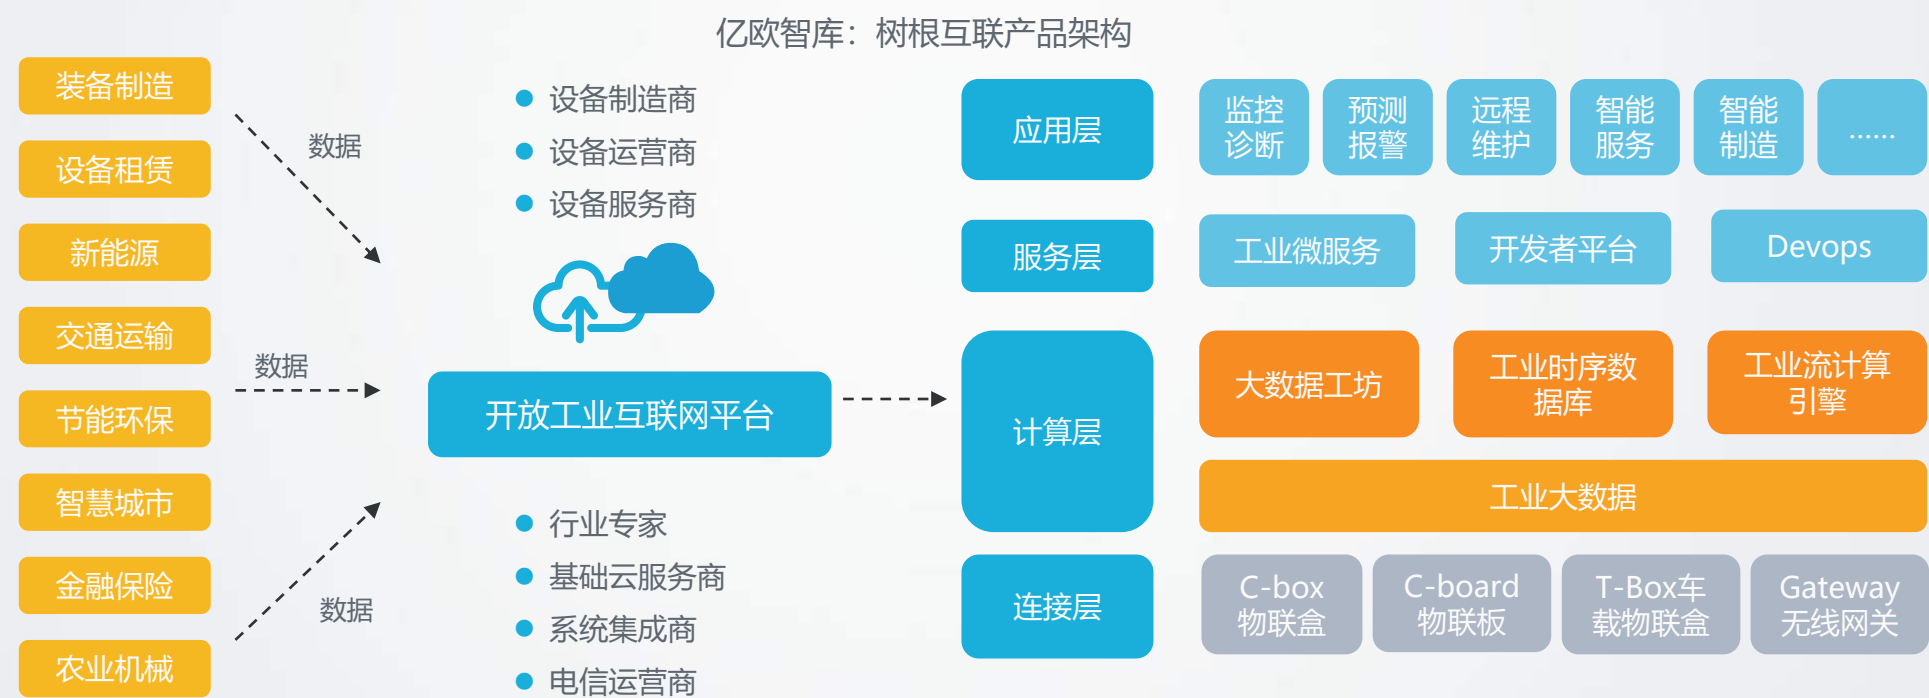 亿欧智库：树根互联产品架构
装备制造
设备租赁
新能源
交通运输
节能环保
智慧城市
金融保险
农业机械
数据
数据
数据
设备制造商
设备运营商
设备服务商
开放工业互联网平台
行业专家
基础云服务商
系统集成商
电信运营商
应用层
监控
诊断
预测
报警
远程
维护
智能
服务
智能
制造
......
服务层
工业微服务
开发者平台
Devops
计算层
大数据工坊
工业时序数
据库
工业流计算
引擎
工业大数据
连接层
C-box
物联盒
C-board
物联板
T-Box车
载物联盒
Gateway
无线网关